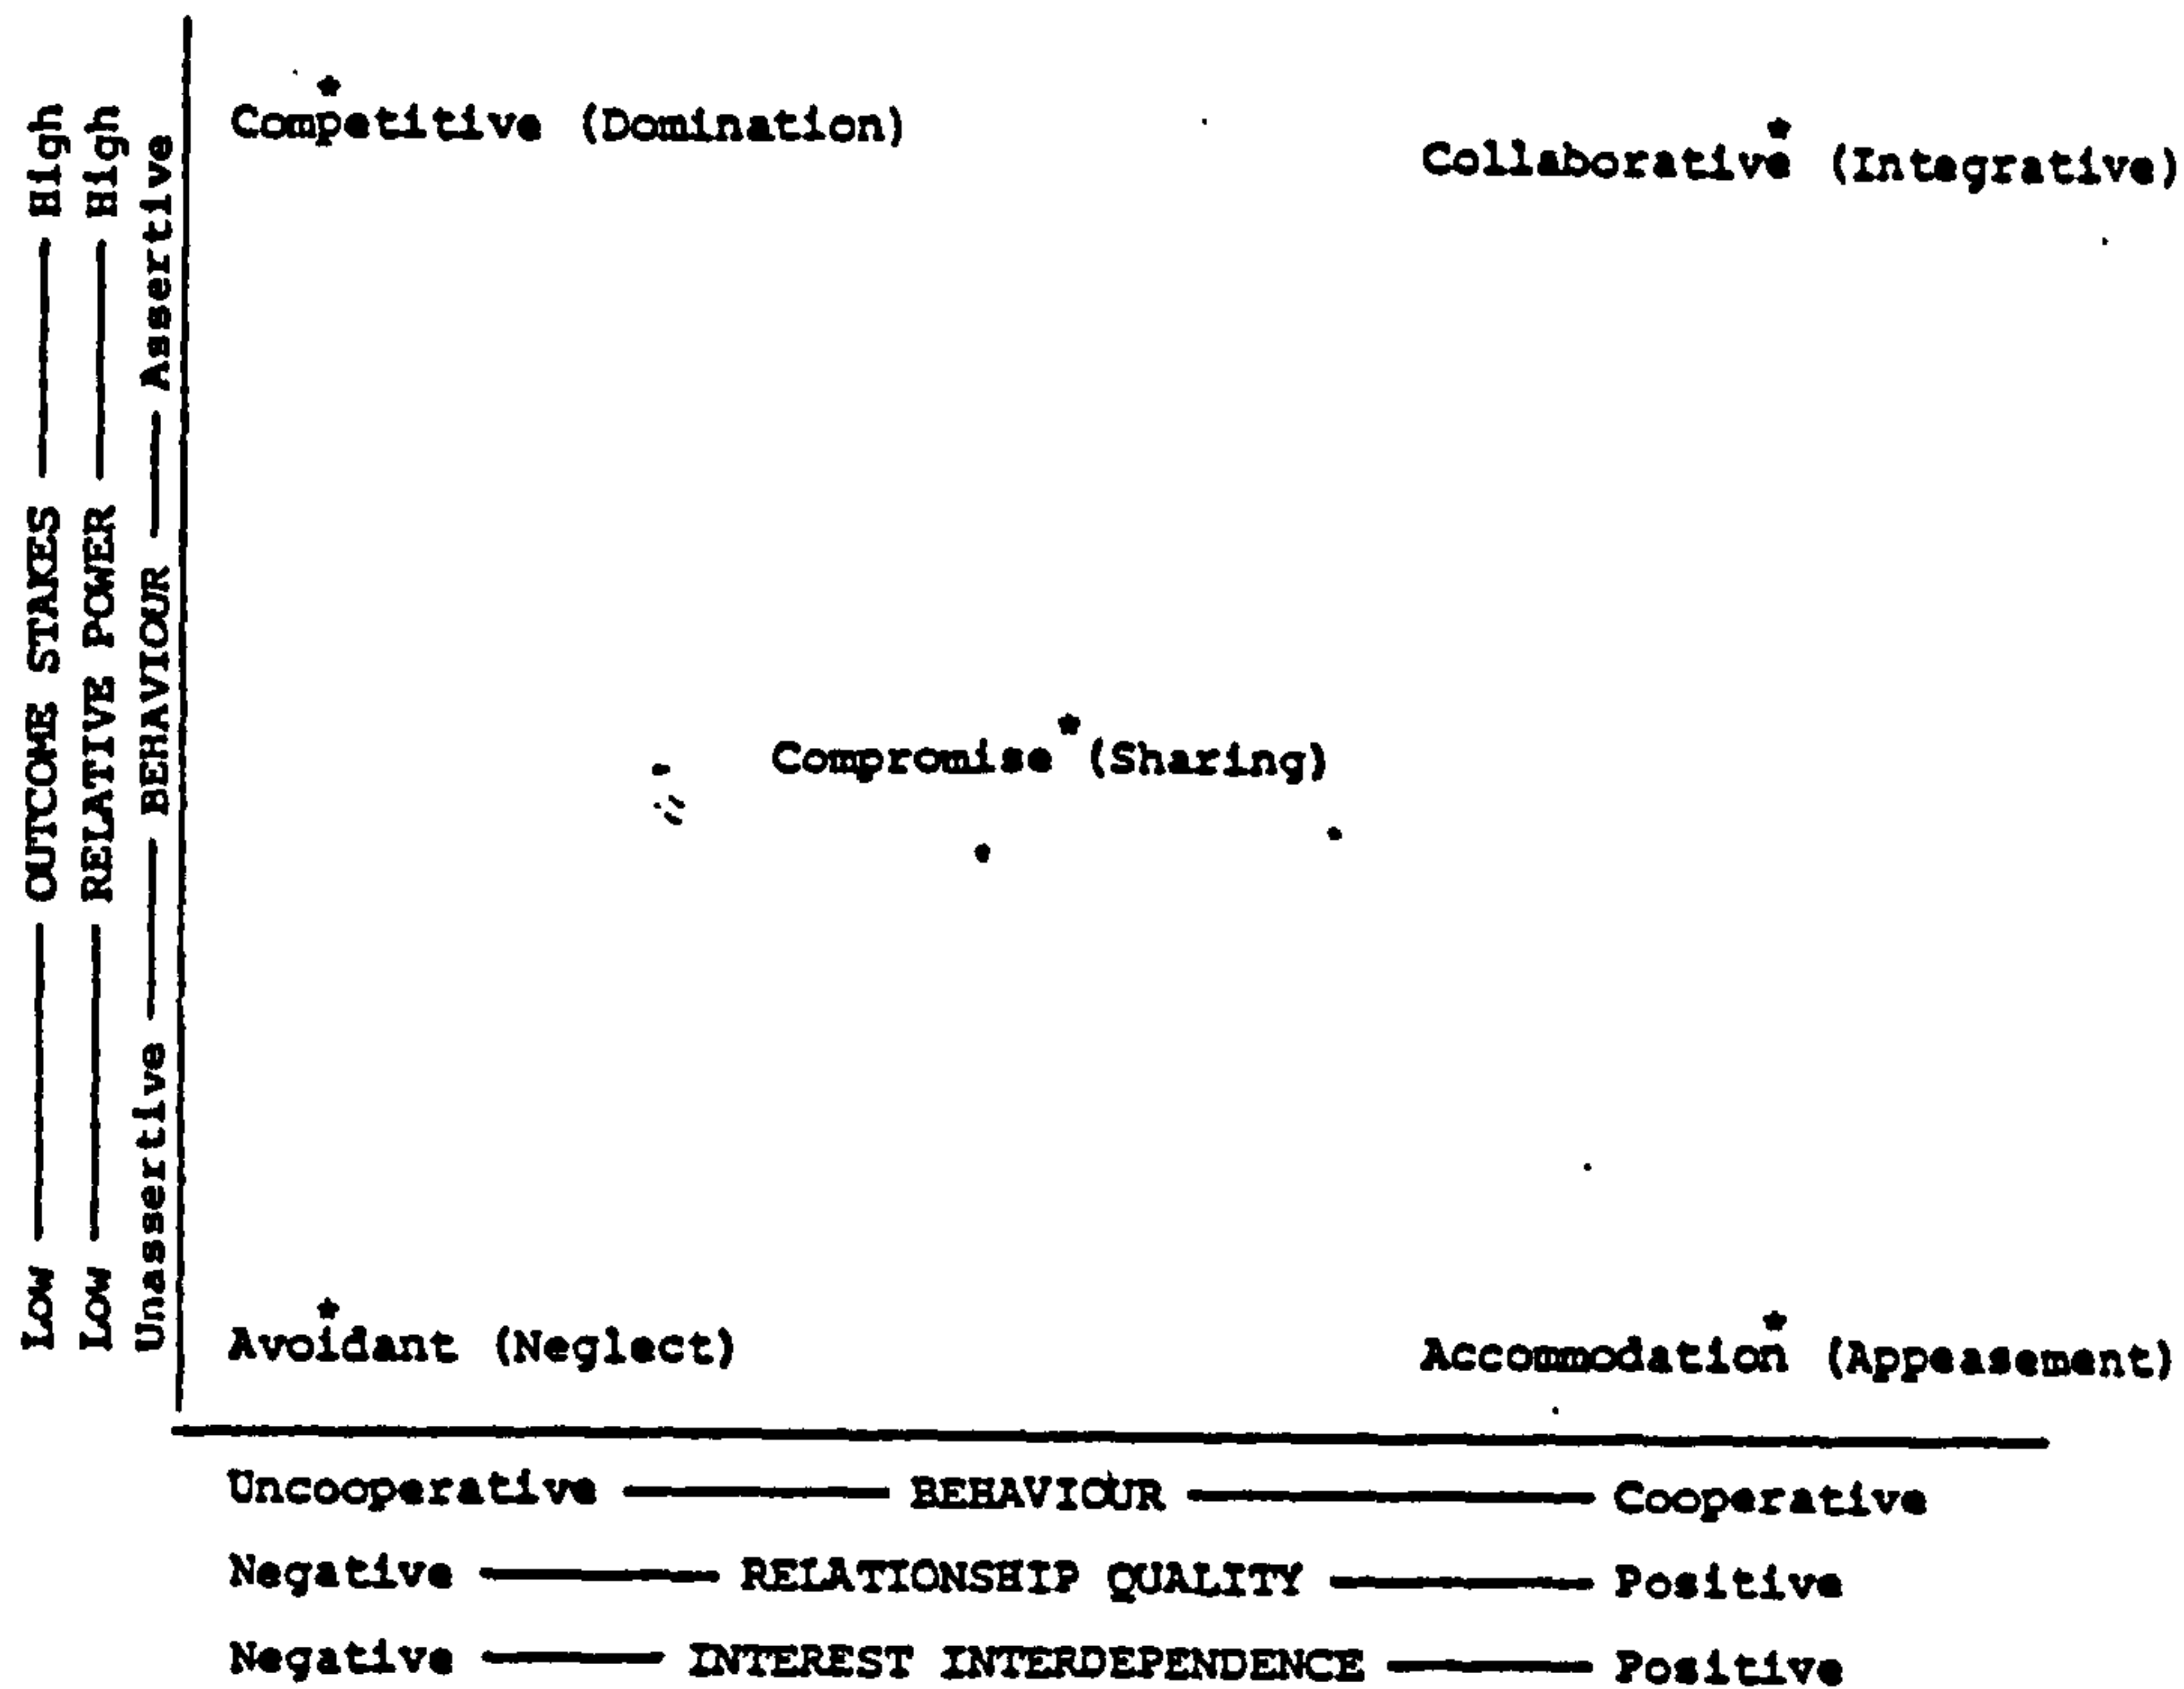 Low —— OUTCOME STAKES —— High
Low —— RELATIVE POWER —— High
Unassertive —— BEHAVIOUR —— Assertive
* Competitive (Domination)
* Collaborative (Integrative)
* Compromise (Sharing)
* Avoidant (Neglect)
* Accommodation (Appeasement)
Uncooperative —— BEHAVIOUR —— Cooperative
Negative —— RELATIONSHIP QUALITY —— Positive
Negative —— INTEREST INTERDEPENDENCE —— Positive